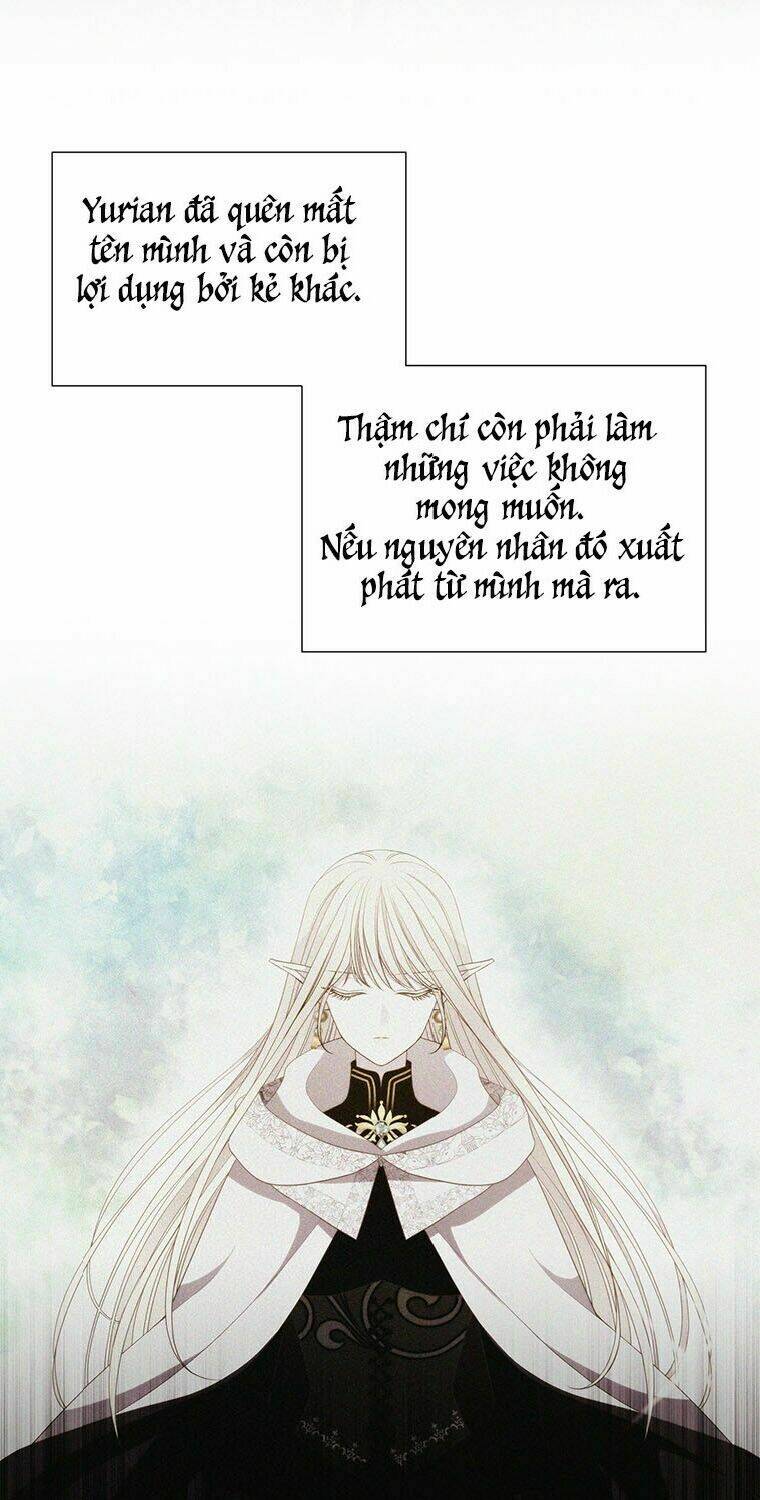 Yurian đã quên mất
tên mình và còn bị
lợi dụng bởi kẻ khác.
Thậm chí còn phải làm
những việc không
mong muốn.
Nếu nguyên nhân đó xuất
phát từ mình mà ra.